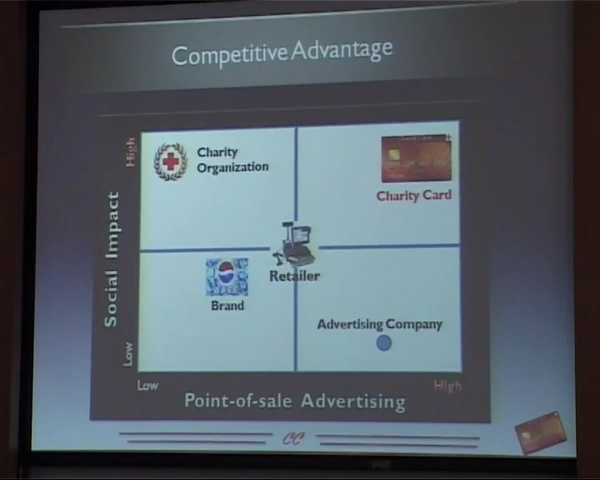 Competitive Advantage
High
Charity
Organization
Charity Card
Social Impact
Retailer
Brand
Advertising Company
Low
Low
High
Point-of-sale Advertising
CC